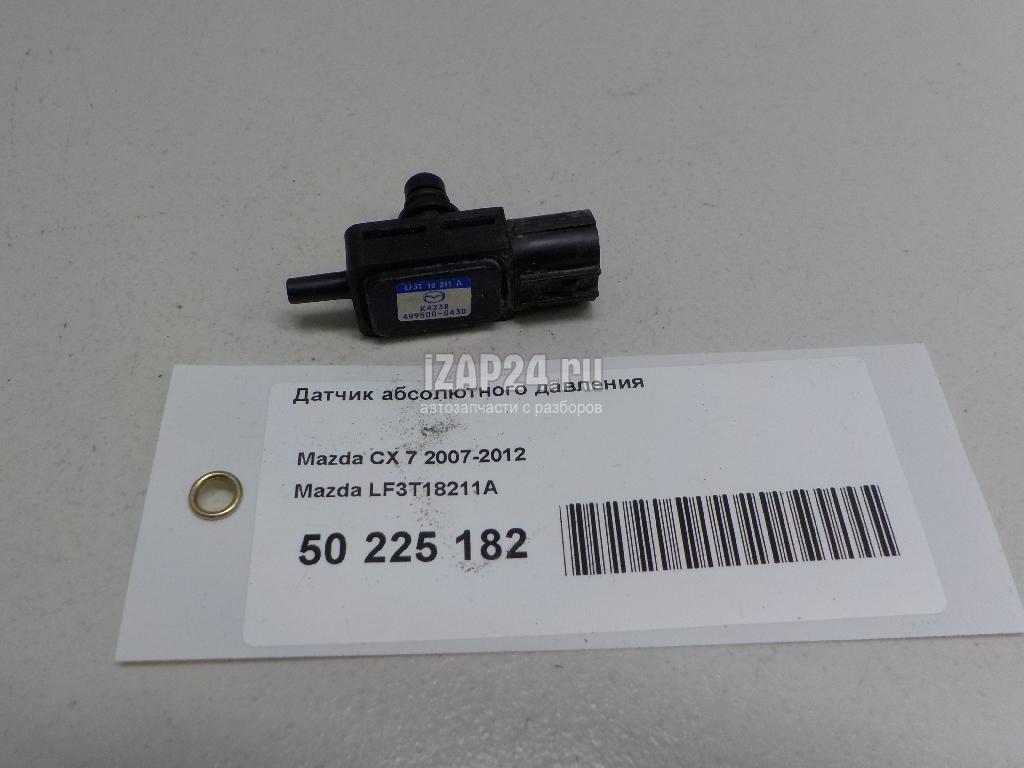 LF3T 18 211 A
K4238
499500-0430
iZAP24.ru
автозапчасти с разборов
Датчик абсолютного давления
Mazda CX 7 2007-2012
Mazda LF3T18211A
50 225 182